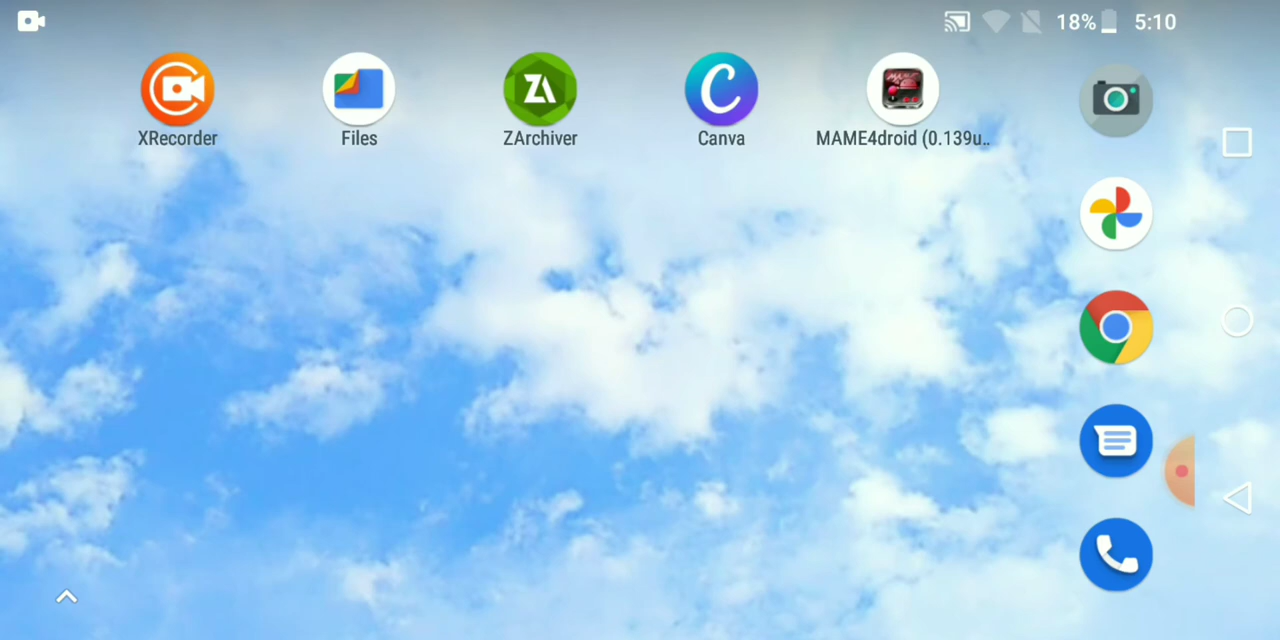 18% 5:10
XRecorder
Files
ZArchiver
Canva
MAME4droid (0.139u..